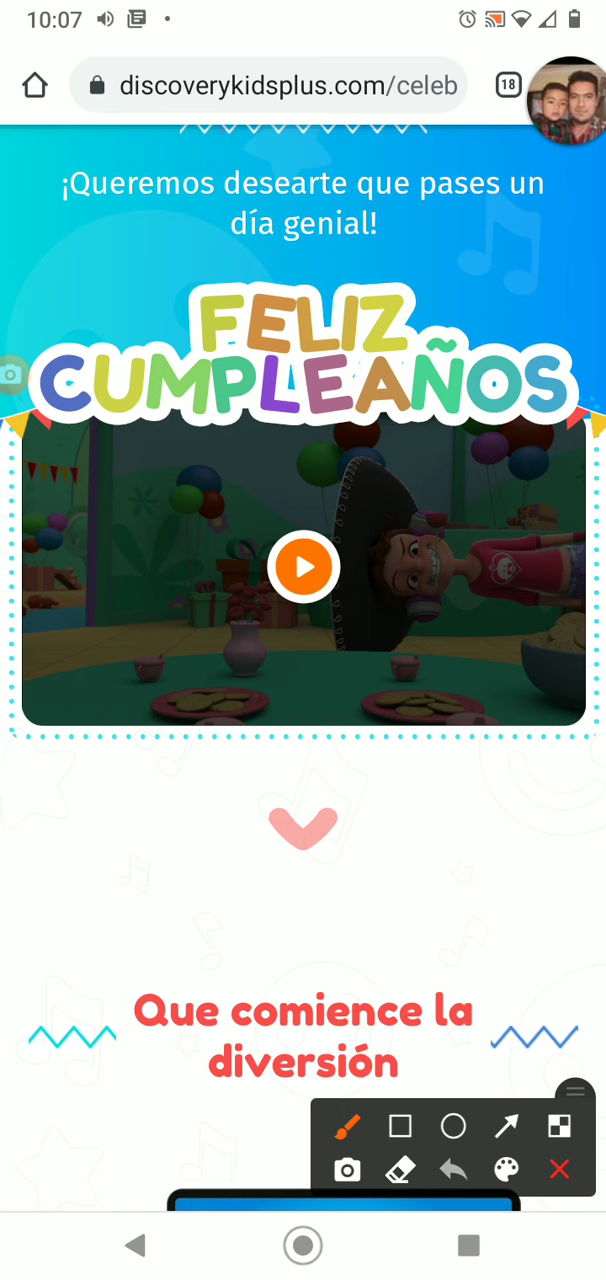 10:07
discoverykidsplus.com/celeb
18
¡Queremos desearte que pases un
día genial!
FELIZ
CUMPLEAÑOS
Que comience la
diversión